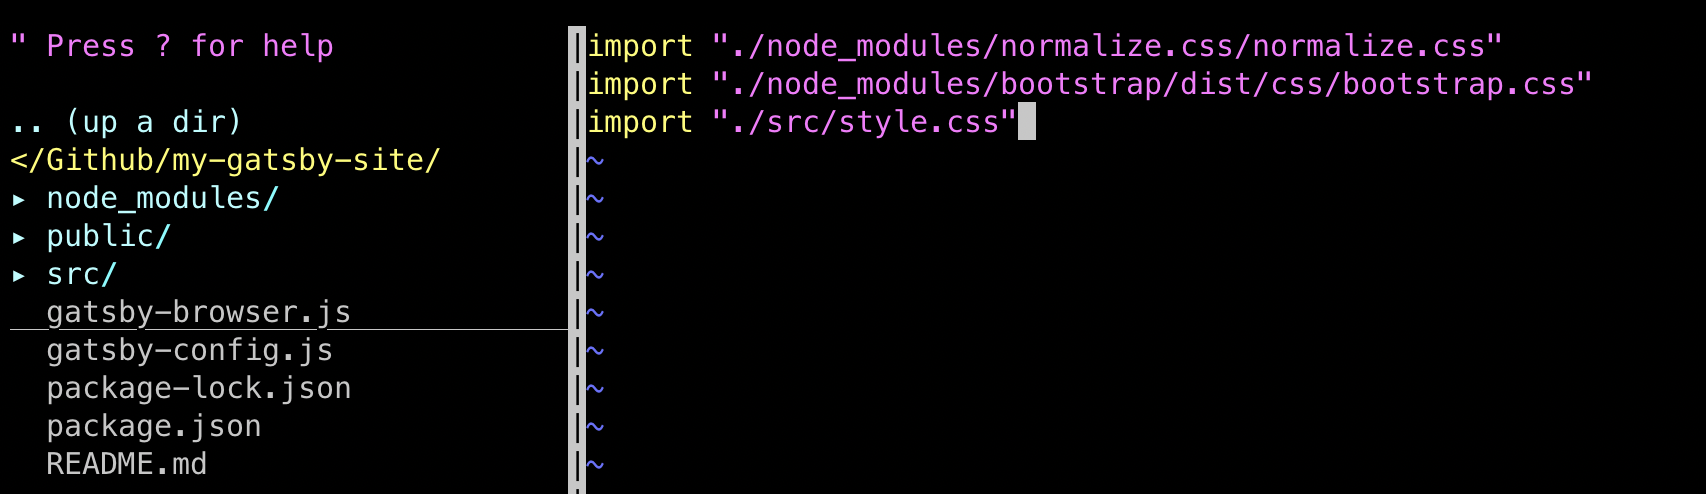 " Press ? for help
.. (up a dir)
</Github/my-gatsby-site/
▸ node_modules/
▸ public/
▸ src/
gatsby-browser.js
gatsby-config.js
package-lock.json
package.json
README.md
import "./node_modules/normalize.css/normalize.css"
import "./node_modules/bootstrap/dist/css/bootstrap.css"
import "./src/style.css"
~
~
~
~
~
~
~
~
~